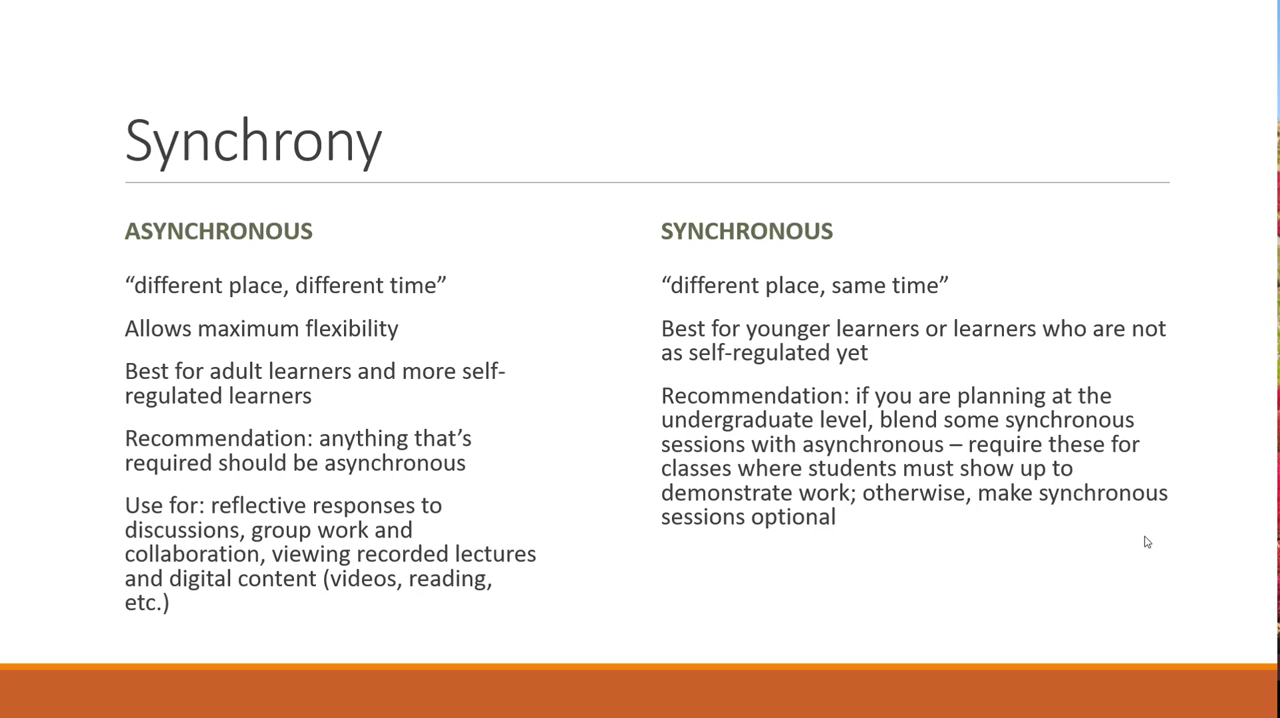 Synchrony
ASYNCHRONOUS
“different place, different time”
Allows maximum flexibility
Best for adult learners and more self-
regulated learners
Recommendation: anything that’s
required should be asynchronous
Use for: reflective responses to
discussions, group work and
collaboration, viewing recorded lectures
and digital content (videos, reading,
etc.)
SYNCHRONOUS
“different place, same time”
Best for younger learners or learners who are not
as self-regulated yet
Recommendation: if you are planning at the
undergraduate level, blend some synchronous
sessions with asynchronous – require these for
classes where students must show up to
demonstrate work; otherwise, make synchronous
sessions optional